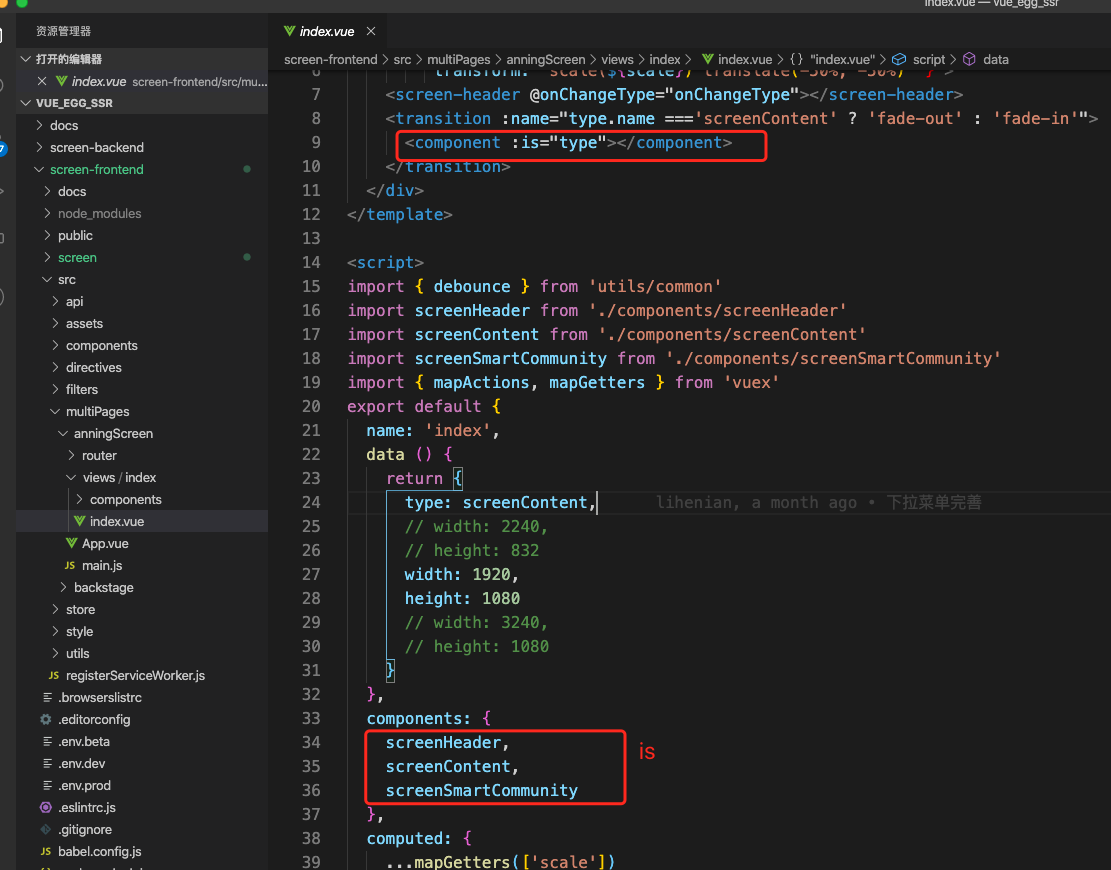 index.vue — vue_egg_ssr
资源管理器
打开的编辑器
index.vue screen-frontend/src/mu...
VUE_EGG_SSR
docs
screen-backend
screen-frontend
docs
node_modules
public
screen
src
api
assets
components
directives
filters
multiPages
anningScreen
router
views / index
components
index.vue
App.vue
JS main.js
backstage
store
style
utils
JS registerServiceWorker.js
.browserslistrc
.editorconfig
.env.beta
.env.dev
.env.prod
.eslintrc.js
.gitignore
JS babel.config.js
index.vue
screen-frontend > src > multiPages > anningScreen > views > index > index.vue > {} "index.vue" > script > data
6 transform: `scale(${scale}) translate(-50%, -50%)` }">
7 <screen-header @onChangeType="onChangeType"></screen-header>
8 <transition :name="type.name ==='screenContent' ? 'fade-out' : 'fade-in'">
9 <component :is="type"></component>
10 </transition>
11 </div>
12 </template>
13
14 <script>
15 import { debounce } from 'utils/common'
16 import screenHeader from './components/screenHeader'
17 import screenContent from './components/screenContent'
18 import screenSmartCommunity from './components/screenSmartCommunity'
19 import { mapActions, mapGetters } from 'vuex'
20 export default {
21 name: 'index',
22 data () {
23 return {
24 type: screenContent, lihenian, a month ago • 下拉菜单完善
25 // width: 2240,
26 // height: 832
27 width: 1920,
28 height: 1080
29 // width: 3240,
30 // height: 1080
31 }
32 },
33 components: {
34 screenHeader,
35 screenContent,
36 screenSmartCommunity
37 },
38 computed: {
39 ...mapGetters(['scale'])
is